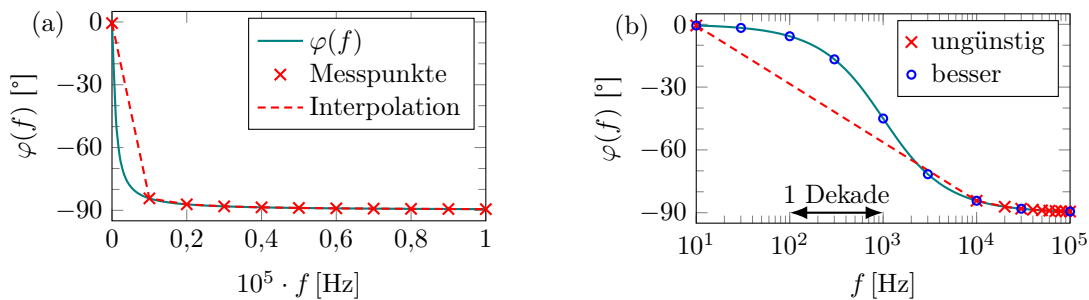 (a)
φ(f)
Messpunkte
Interpolation
0
−30
−60
−90
φ(f) [°]
0
0,2
0,4
0,6
0,8
1
10⁵ · f [Hz]
(b)
ungünstig
besser
0
−30
−60
−90
φ(f) [°]
1 Dekade
10¹
10²
10³
10⁴
10⁵
f [Hz]